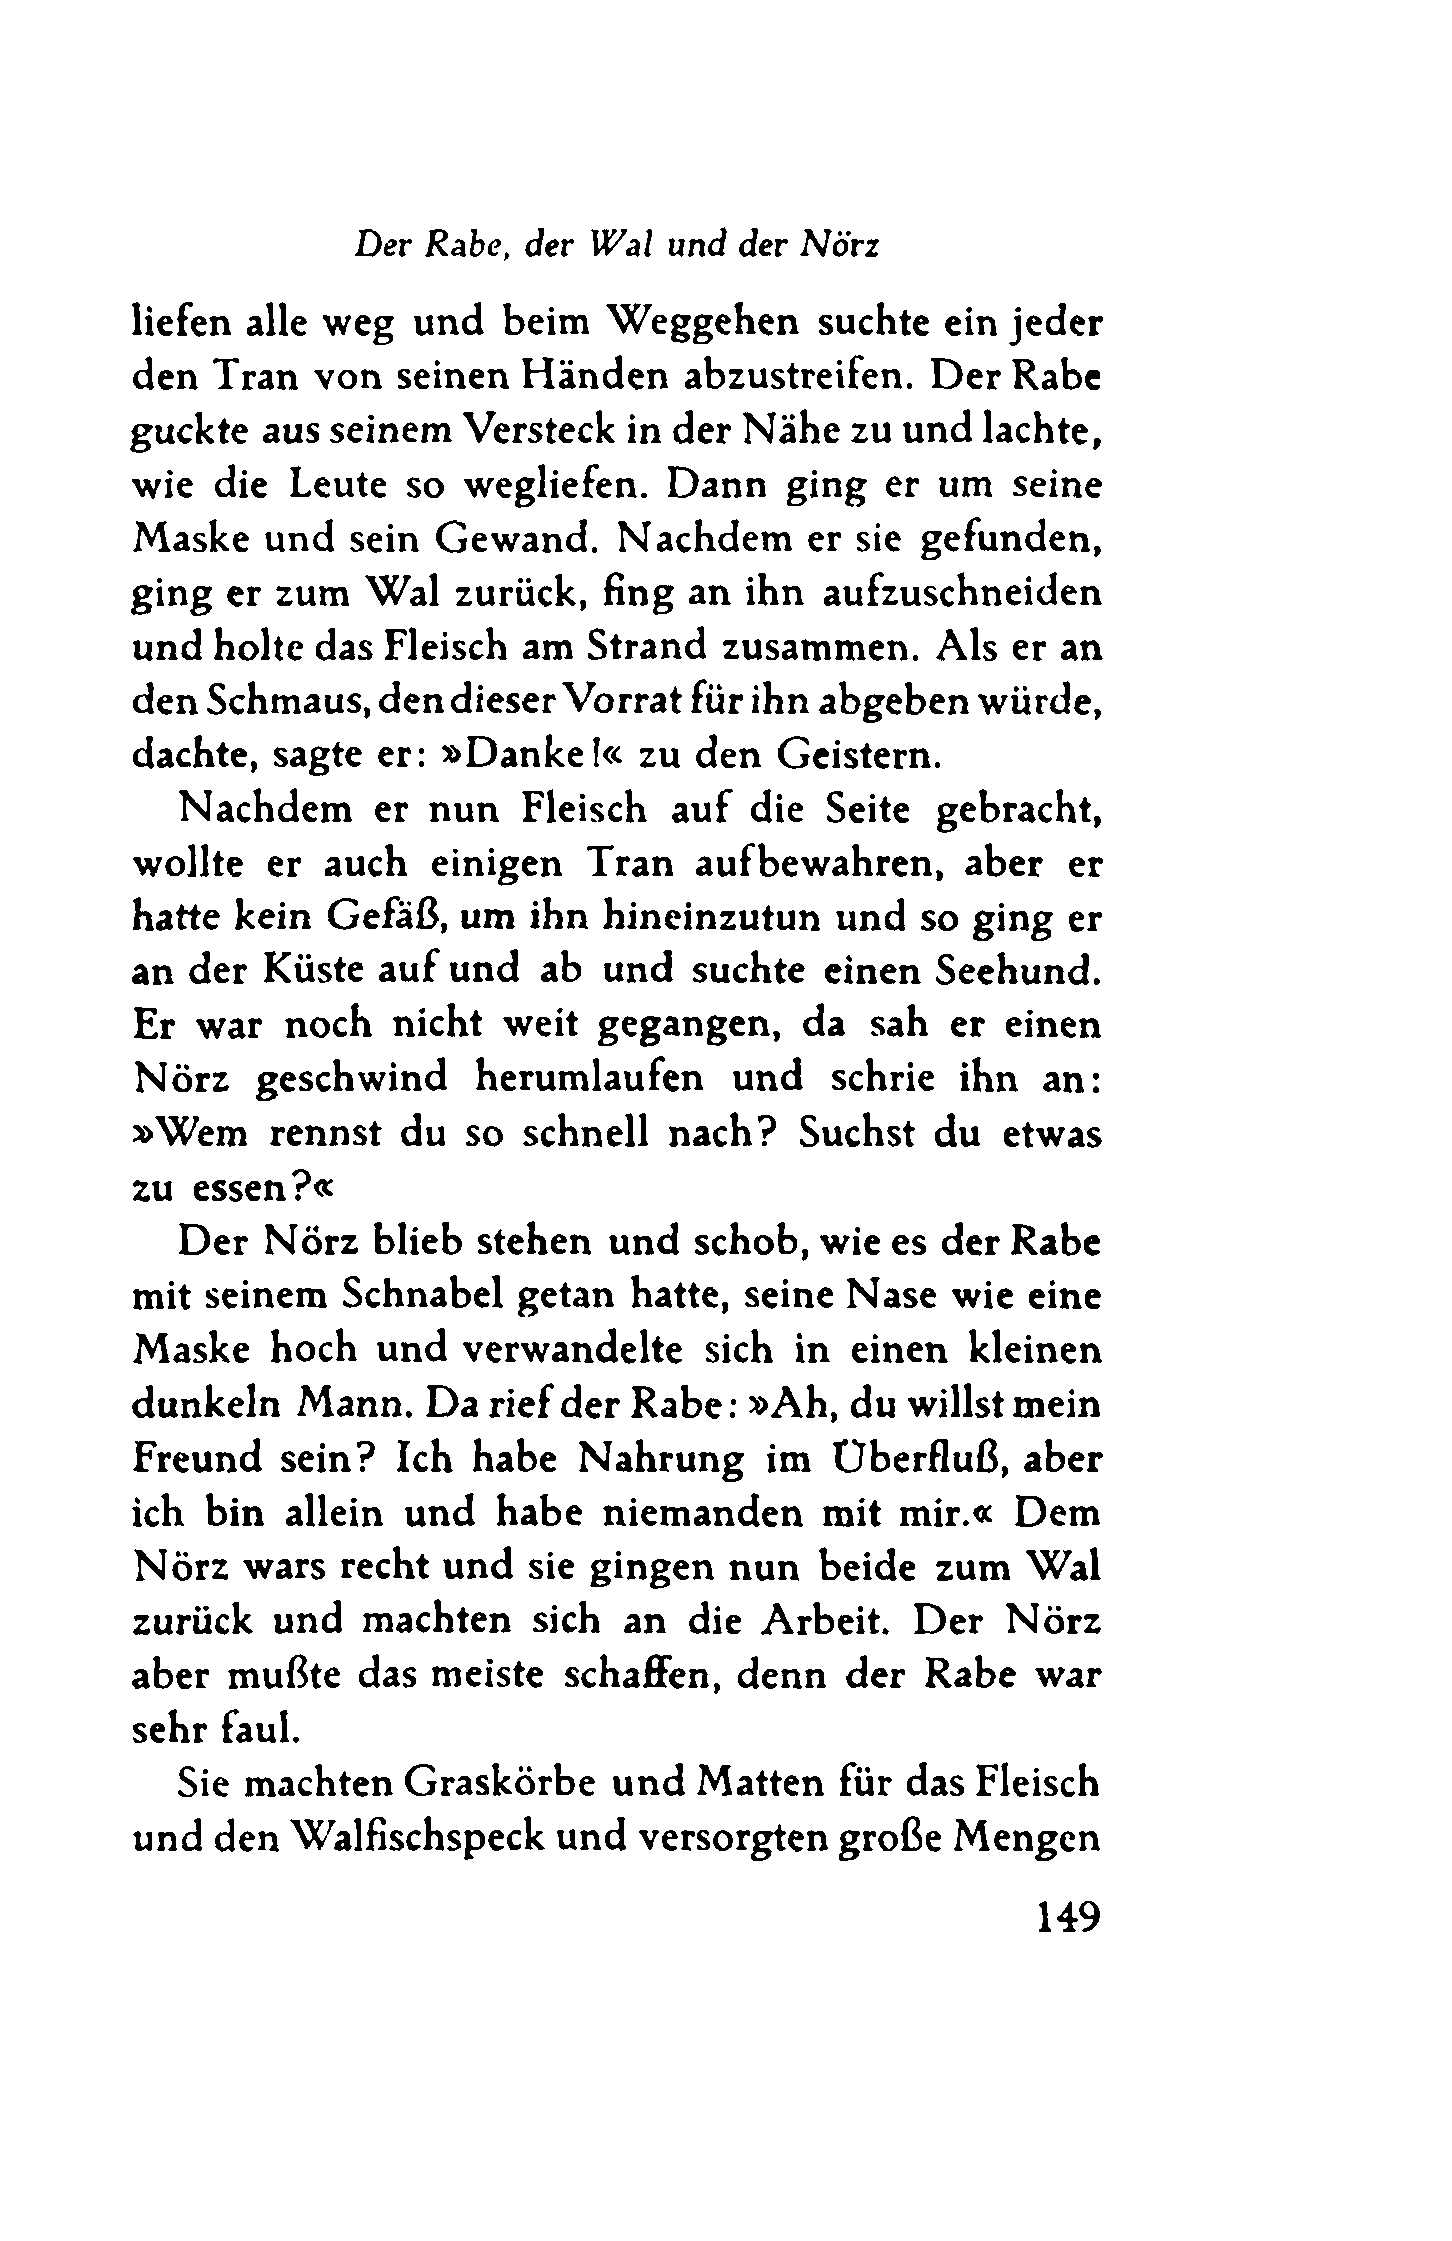 Der Rabe, der Wal und der Nörz
liefen alle weg und beim Weggehen suchte ein jeder
den Tran von seinen Händen abzustreifen. Der Rabe
guckte aus seinem Versteck in der Nähe zu und lachte,
wie die Leute so wegliefen. Dann ging er um seine
Maske und sein Gewand. Nachdem er sie gefunden,
ging er zum Wal zurück, fing an ihn aufzuschneiden
und holte das Fleisch am Strand zusammen. Als er an
den Schmaus, den dieser Vorrat für ihn abgeben würde,
dachte, sagte er: »Danke!« zu den Geistern.
Nachdem er nun Fleisch auf die Seite gebracht,
wollte er auch einigen Tran aufbewahren, aber er
hatte kein Gefäß, um ihn hineinzutun und so ging er
an der Küste auf und ab und suchte einen Seehund.
Er war noch nicht weit gegangen, da sah er einen
Nörz geschwind herumlaufen und schrie ihn an:
»Wem rennst du so schnell nach? Suchst du etwas
zu essen?«
Der Nörz blieb stehen und schob, wie es der Rabe
mit seinem Schnabel getan hatte, seine Nase wie eine
Maske hoch und verwandelte sich in einen kleinen
dunkeln Mann. Da rief der Rabe: »Ah, du willst mein
Freund sein? Ich habe Nahrung im Überfluß, aber
ich bin allein und habe niemanden mit mir.« Dem
Nörz wars recht und sie gingen nun beide zum Wal
zurück und machten sich an die Arbeit. Der Nörz
aber mußte das meiste schaffen, denn der Rabe war
sehr faul.
Sie machten Graskörbe und Matten für das Fleisch
und den Walfischspeck und versorgten große Mengen
149